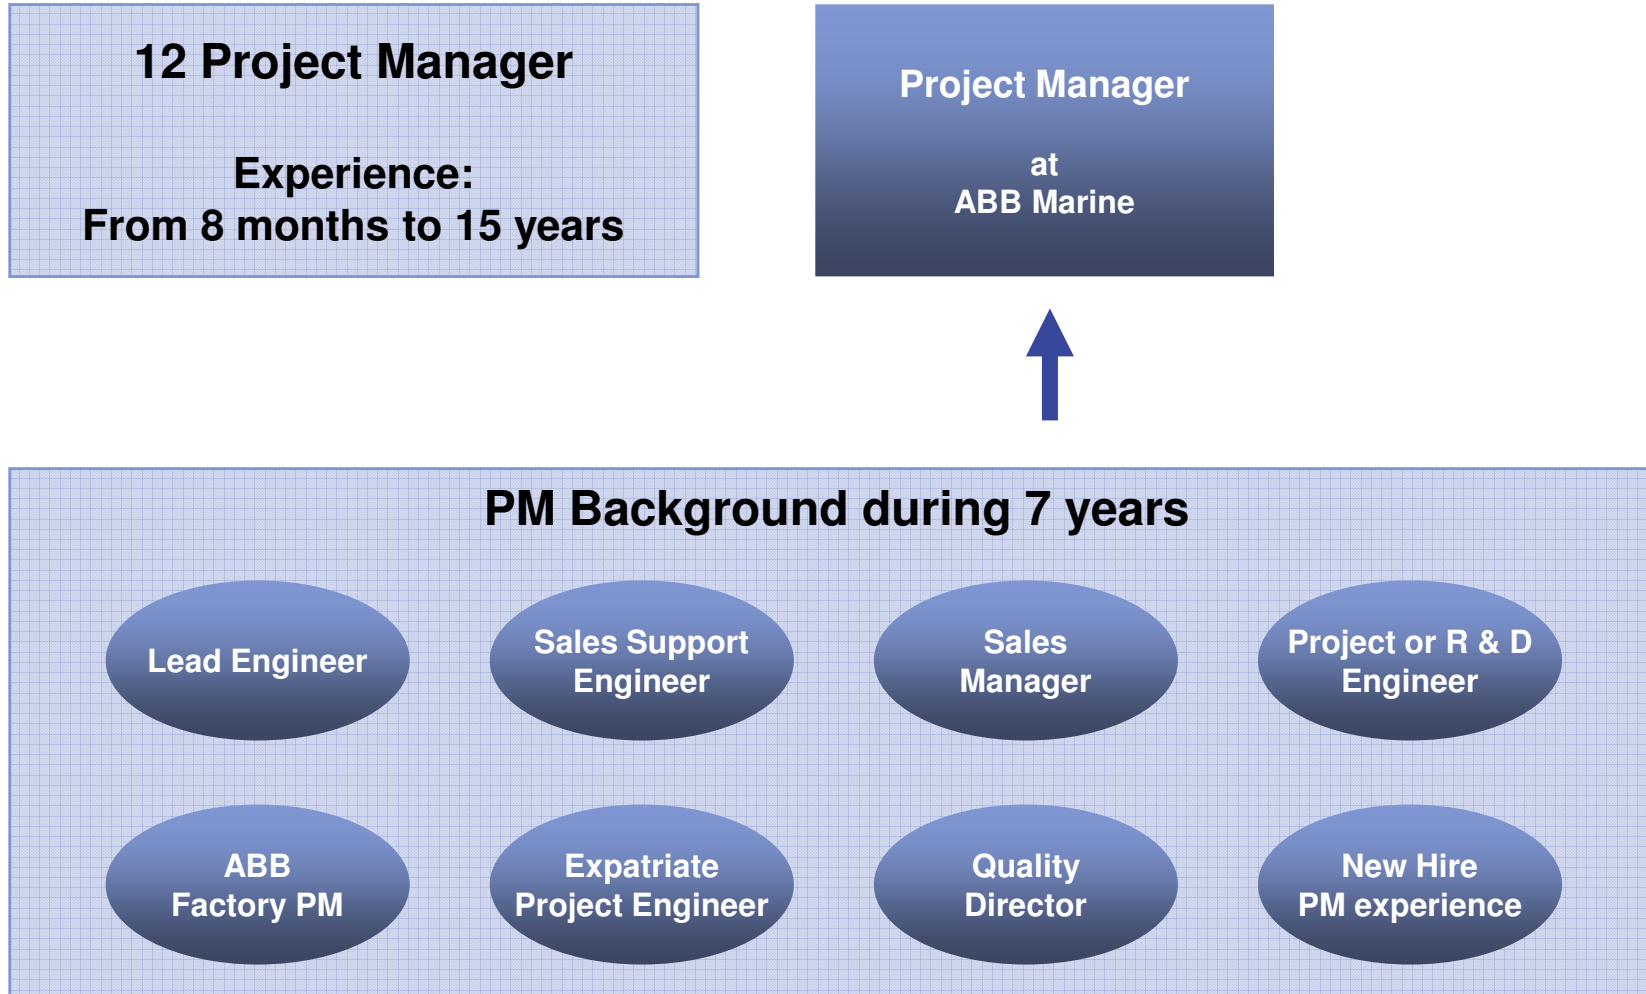 12 Project Manager
Experience:
From 8 months to 15 years
Project Manager
at
ABB Marine
PM Background during 7 years
Lead Engineer
Sales Support
Engineer
Sales
Manager
Project or R & D
Engineer
ABB
Factory PM
Expatriate
Project Engineer
Quality
Director
New Hire
PM experience